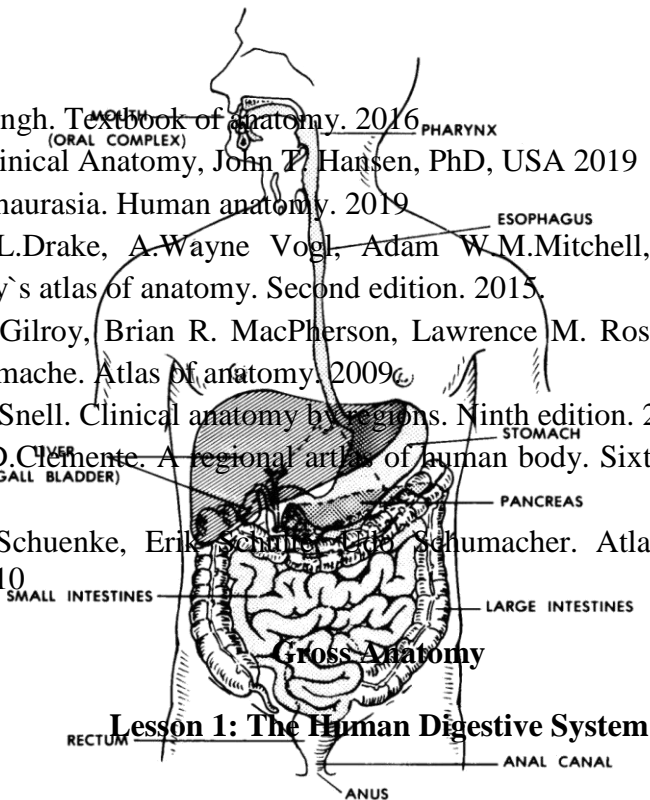 ngh. Textbook of anatomy. 2016
MOUTH
(ORAL COMPLEX)
PHARYNX
inical Anatomy, John T. Hansen, PhD, USA 2019
haurasia. Human anatomy. 2019
ESOPHAGUS
L.Drake, A.Wayne Vogl, Adam W.M.Mitchell,
y`s atlas of anatomy. Second edition. 2015.
Gilroy, Brian R. MacPherson, Lawrence M. Ros
mache. Atlas of anatomy. 2009
Snell. Clinical anatomy by regions. Ninth edition. 2
STOMACH
LIVER
D.Clemente. A regional artlas of human body. Sixt
GALL BLADDER)
PANCREAS
Schuenke, Erik Schulte, Udo Schumacher. Atla
10
SMALL INTESTINES
LARGE INTESTINES
Gross Anatomy
Lesson 1: The Human Digestive System
RECTUM
ANAL CANAL
ANUS